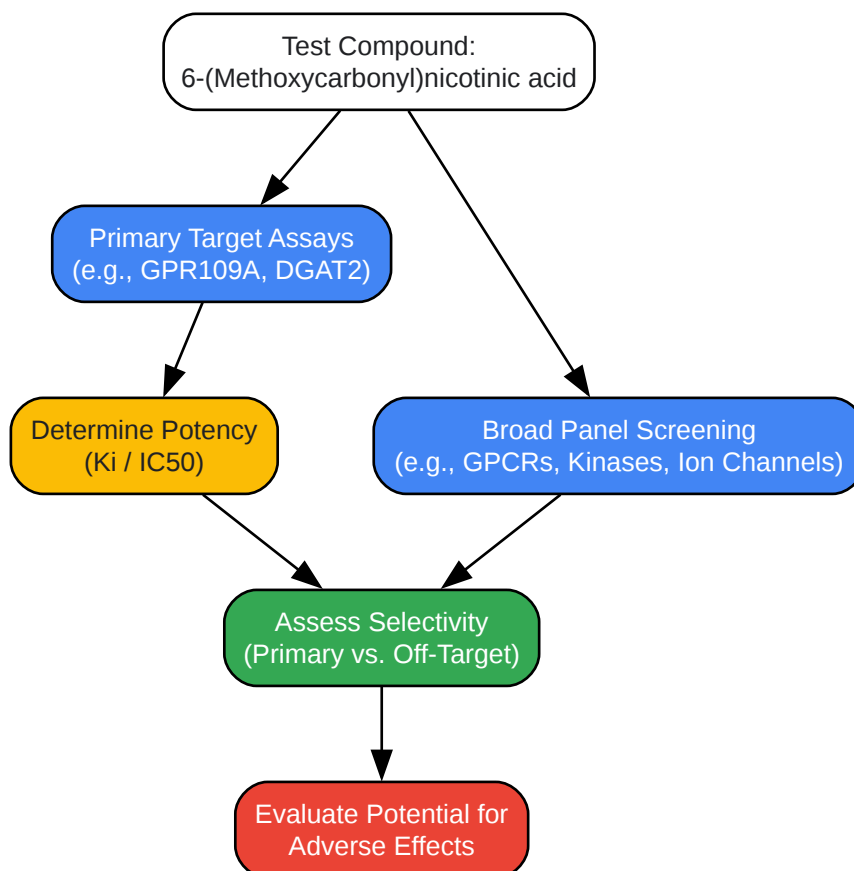 Test Compound:
6-(Methoxycarbonyl)nicotinic acid
Primary Target Assays
(e.g., GPR109A, DGAT2)
Determine Potency
(Ki / IC50)
Broad Panel Screening
(e.g., GPCRs, Kinases, Ion Channels)
Assess Selectivity
(Primary vs. Off-Target)
Evaluate Potential for
Adverse Effects